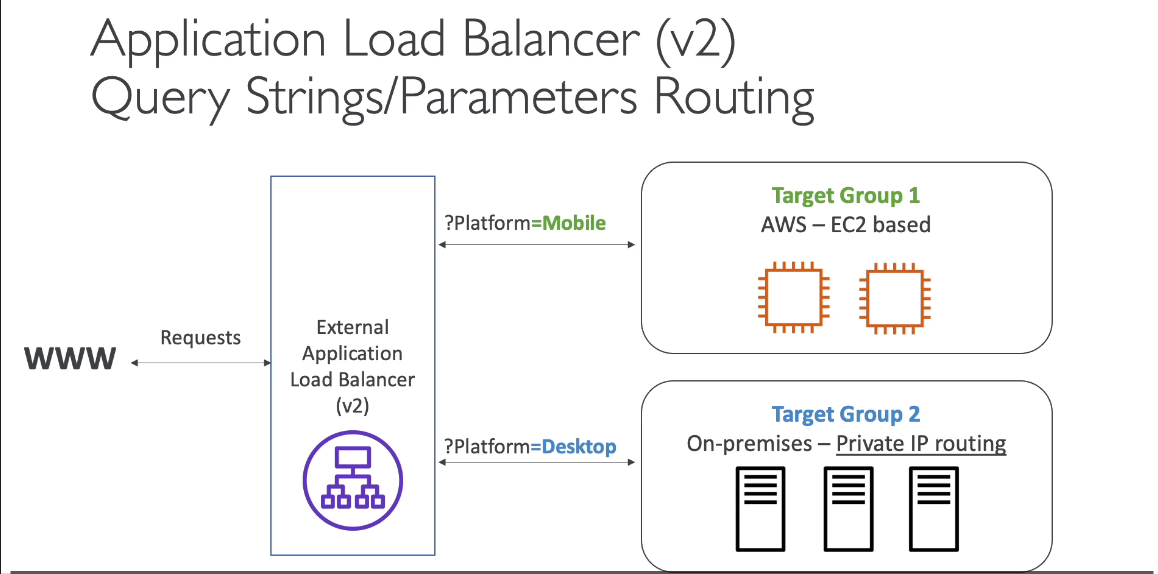 Application Load Balancer (v2)
Query Strings/Parameters Routing
WWW
Requests
External
Application
Load Balancer
(v2)
?Platform=Mobile
Target Group 1
AWS – EC2 based
?Platform=Desktop
Target Group 2
On-premises – Private IP routing